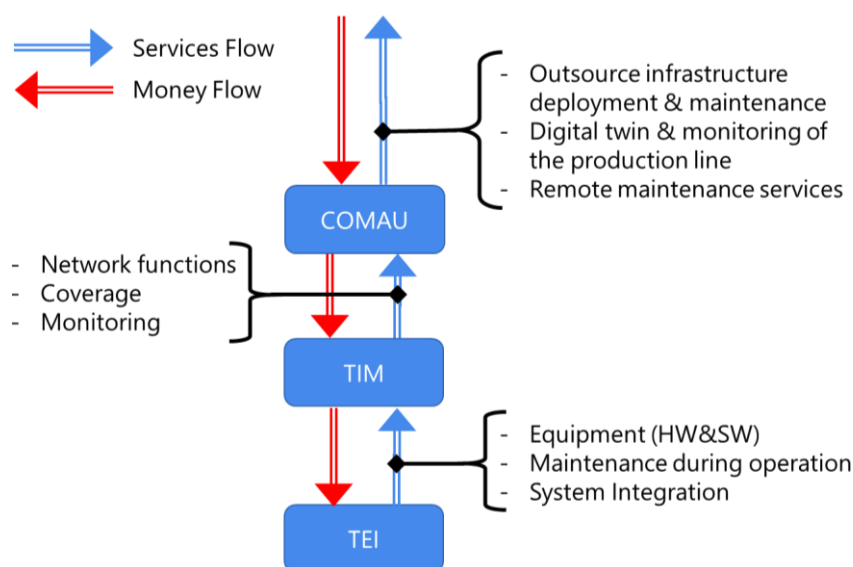 Services Flow
Money Flow
- Outsource infrastructure
deployment & maintenance
- Digital twin & monitoring of
the production line
- Remote maintenance services
COMAU
- Network functions
- Coverage
- Monitoring
TIM
- Equipment (HW&SW)
- Maintenance during operation
- System Integration
TEI